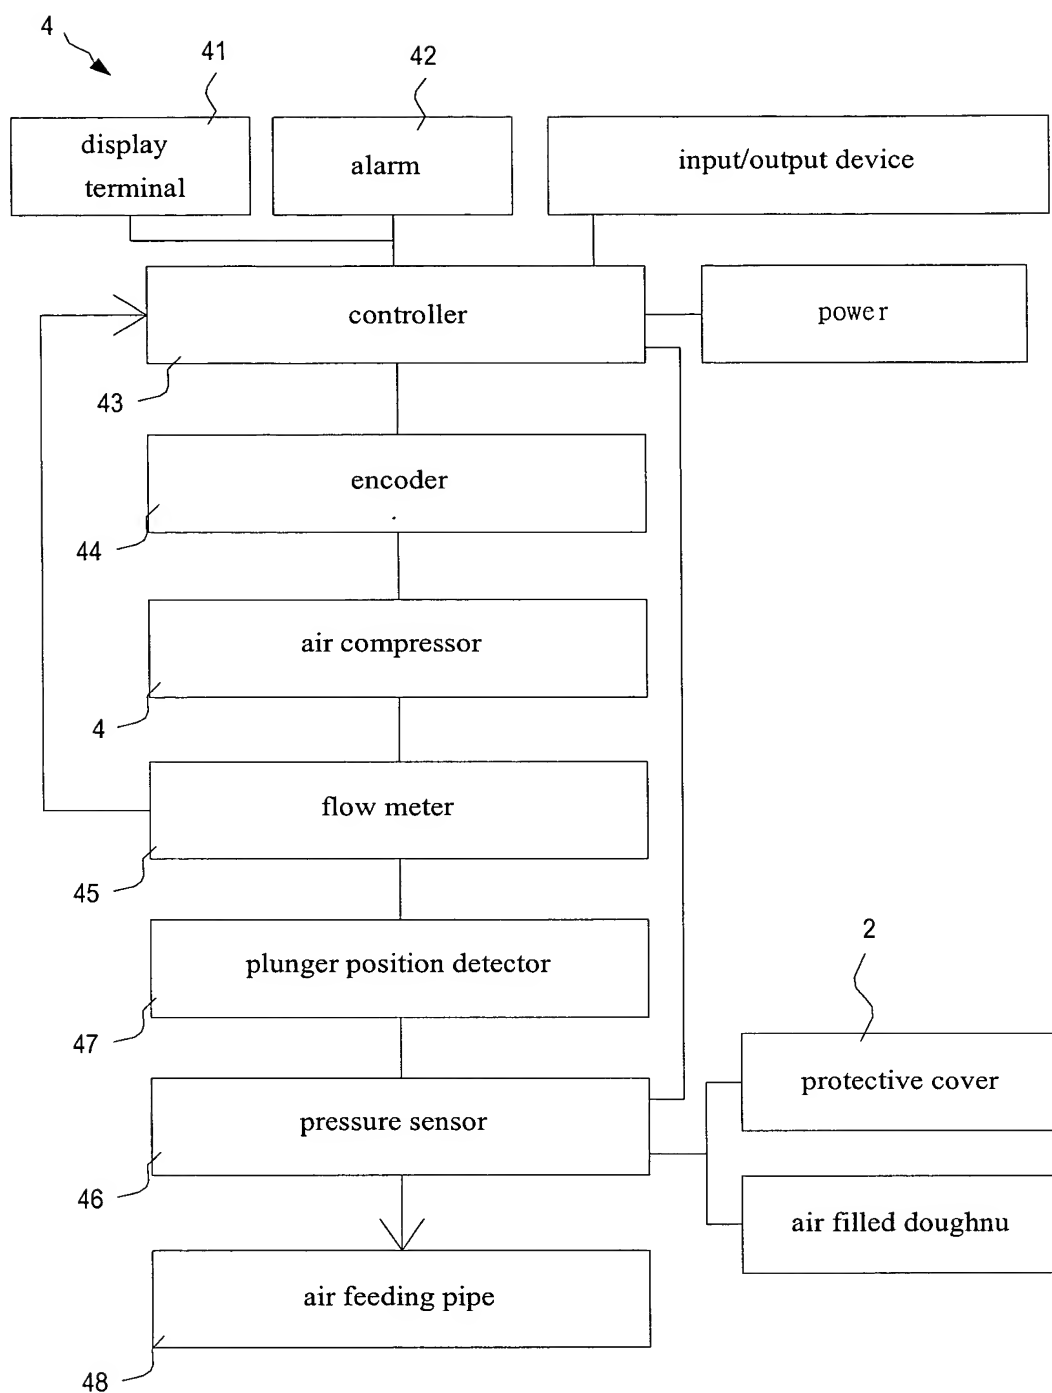 4
41
42
display
terminal
alarm
input/output device
controller
power
43
encoder
44
air compressor
4
flow meter
45
plunger position detector
47
2
protective cover
pressure sensor
46
air filled doughnu
air feeding pipe
48